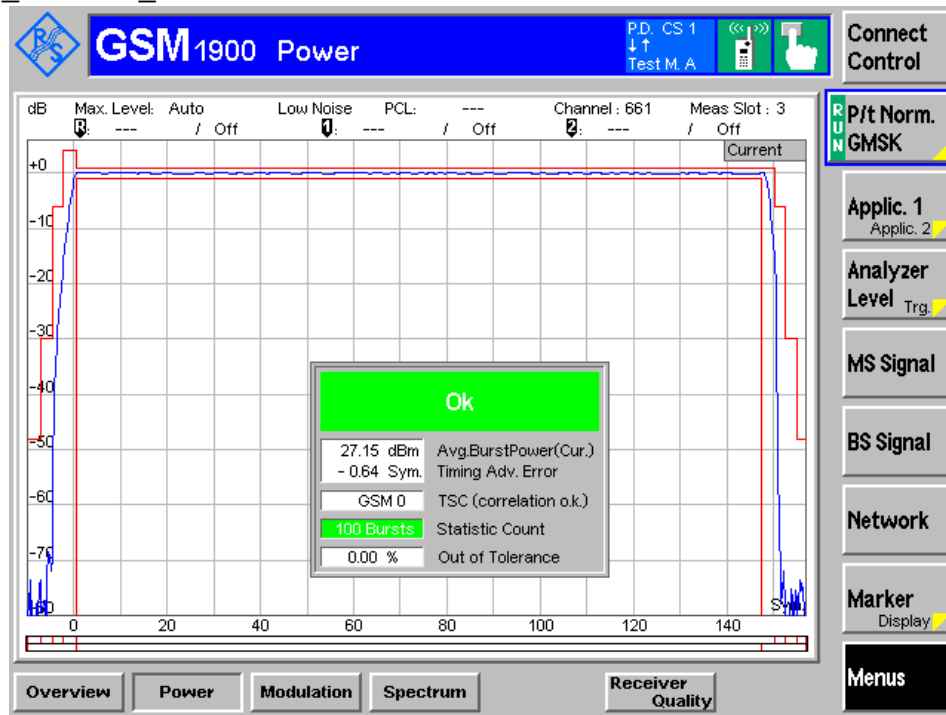 R&S
GSM 1900 Power
P.D. CS 1
↓↑
Test M. A
Connect Control
dB Max. Level: Auto Low Noise PCL: --- Channel : 661 Meas Slot : 3
R: --- / Off 1: --- / Off 2: --- / Off
Current
+0
-10
-20
-30
-40
-50
-60
-70
-80
0 20 40 60 80 100 120 140
Ok
27.15 dBm Avg.BurstPower(Cur.)
- 0.64 Sym. Timing Adv. Error
GSM 0 TSC (correlation o.k.)
100 Bursts Statistic Count
0.00 % Out of Tolerance
RUN
P/t Norm.
GMSK
Applic. 1
Applic. 2
Analyzer
Level Trg.
MS Signal
BS Signal
Network
Marker
Display
Menus
Overview Power Modulation Spectrum Receiver
Quality